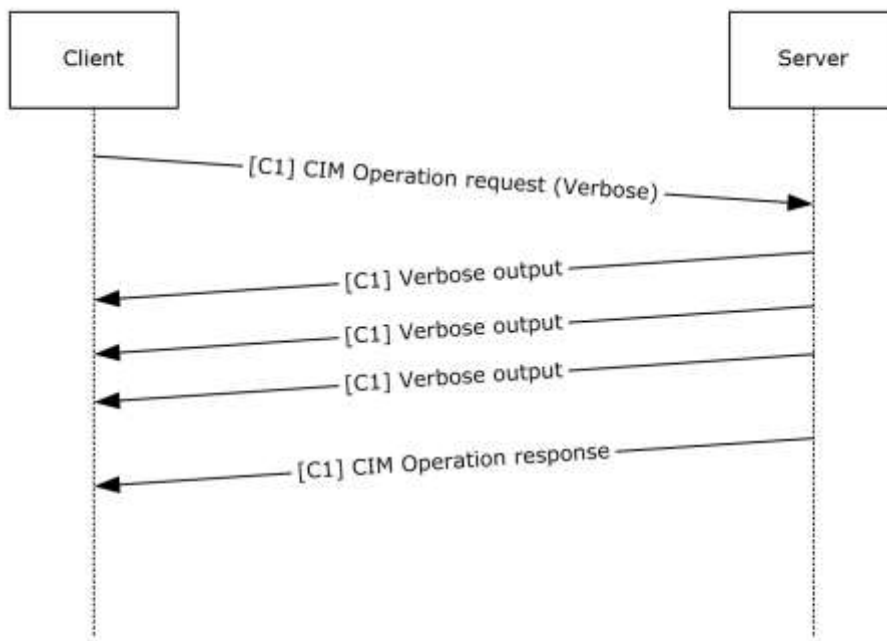 Client
Server
[C1] CIM Operation request (Verbose)
[C1] Verbose output
[C1] Verbose output
[C1] Verbose output
[C1] CIM Operation response